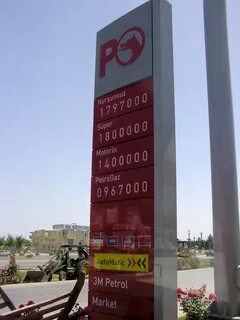 PO
Kurşunsuz
1797000
Süper
1800000
Motorin
1400000
PetroGaz
0967000
AutoMatic
3M Petrol
Market